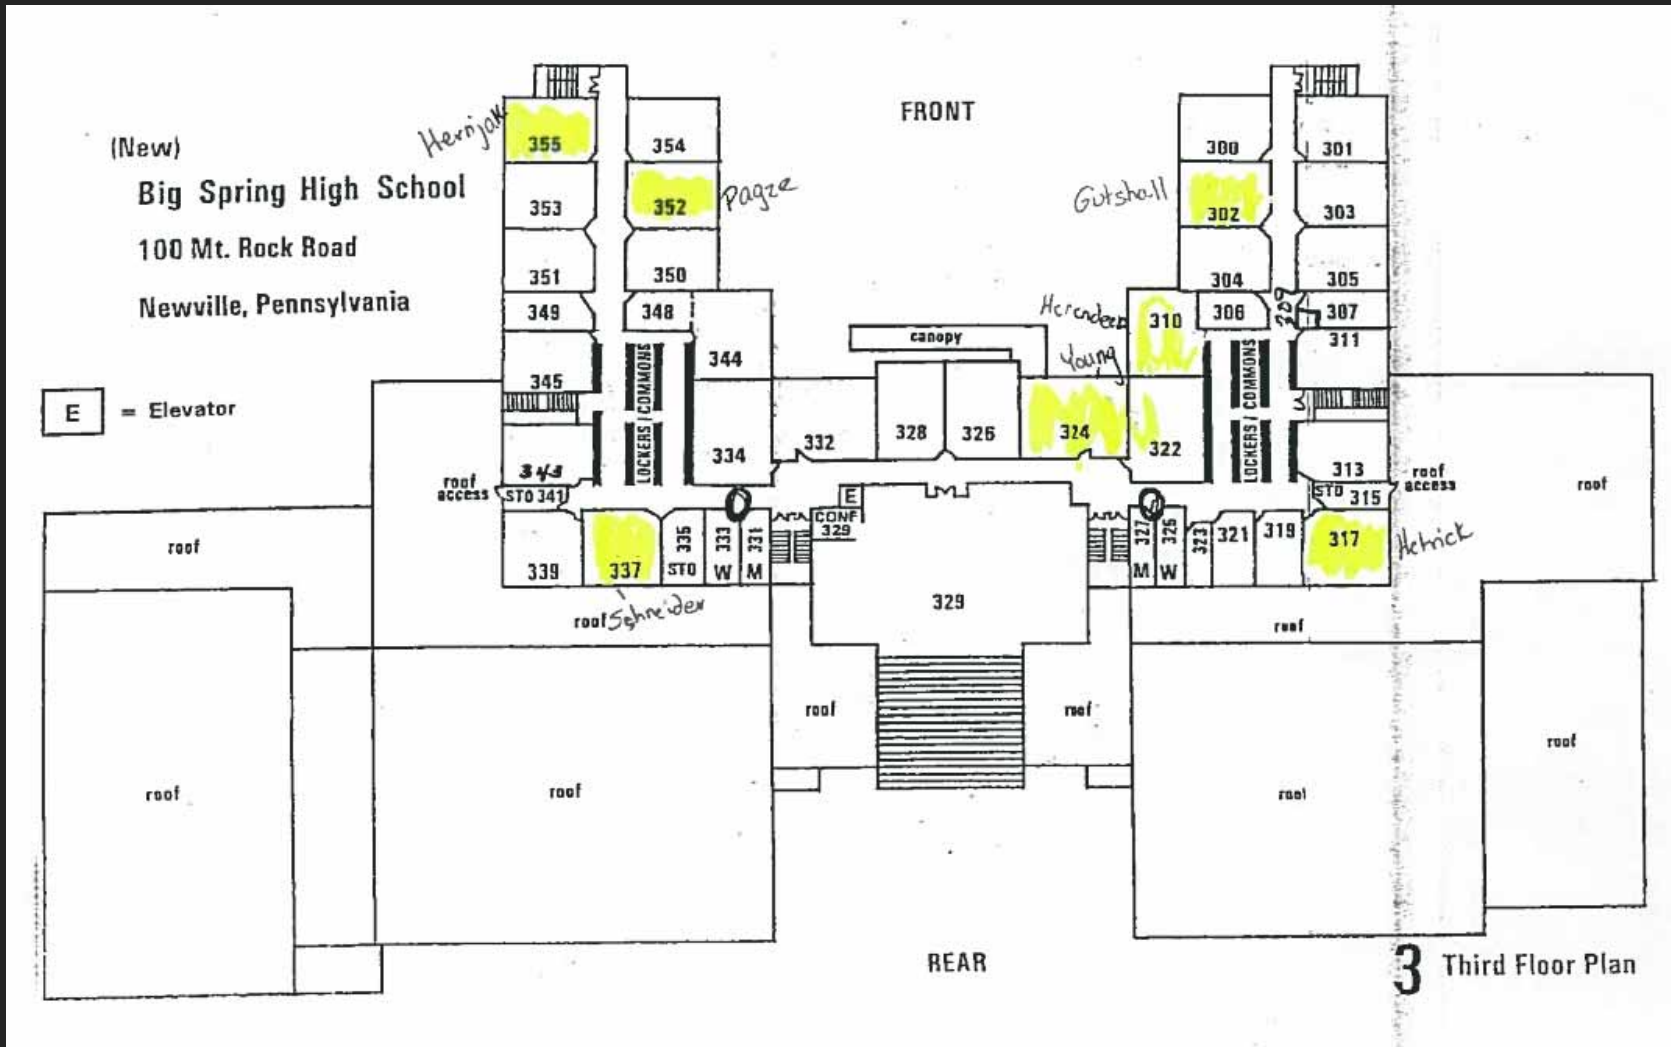 FRONT
(New)
Big Spring High School
100 Mt. Rock Road
Newville, Pennsylvania
E = Elevator
Hernjak
355
354
353
352
Pagze
351
350
349
348
345
344
343
STO 341
339
337
Schneider
335
STO
333
W
331
M
LOCKERS / COMMONS
334
332
328
326
324
322
canopy
E
CONF
329
329
Gutshall
300
301
302
303
304
305
306
307
309
Herendeen
310
311
Young
LOCKERS / COMMONS
313
STO 315
317
Hetrick
319
321
323
325
W
327
M
roof
access
roof
access
roof
roof
roof
roof
roof
roof
roof
roof
roof
roof
REAR
3 Third Floor Plan